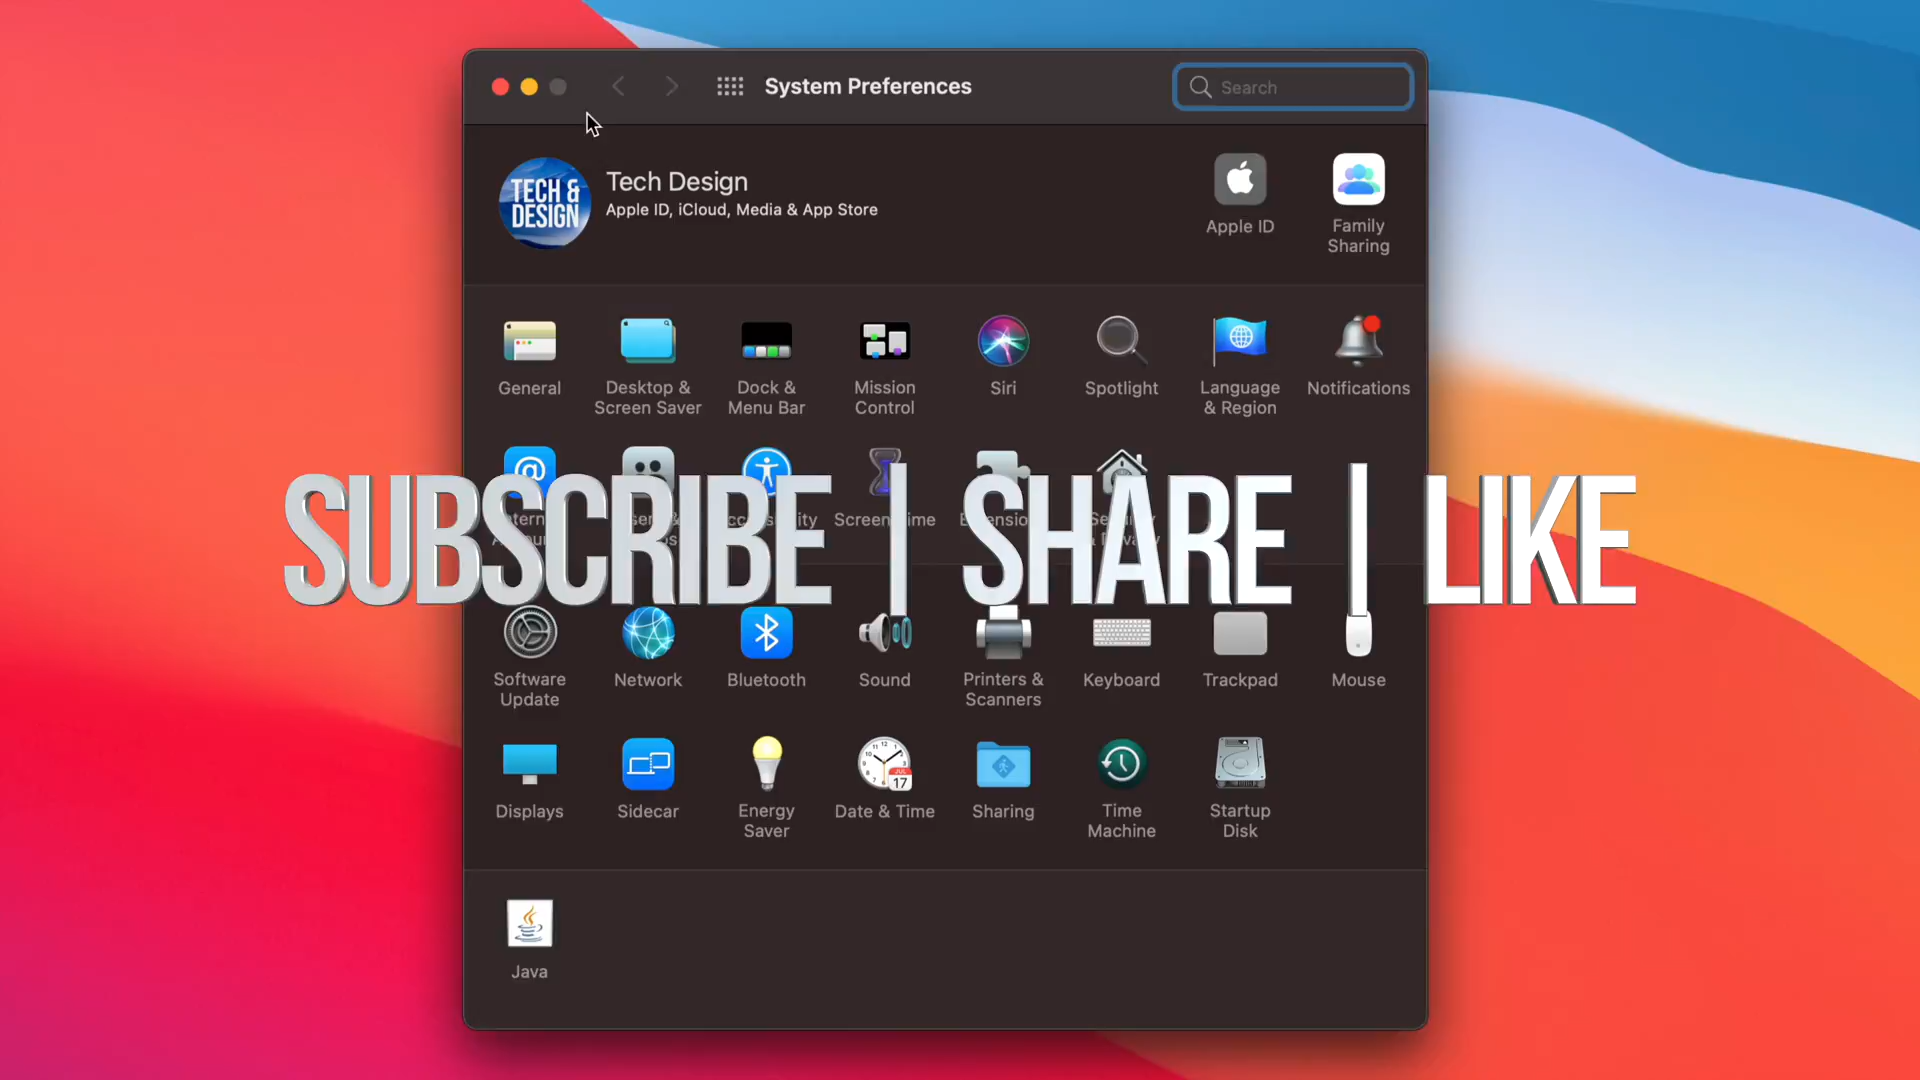 System Preferences
Search
TECH &
DESIGN
Tech Design
Apple ID, iCloud, Media & App Store
Apple ID
Family
Sharing
General
Desktop &
Screen Saver
Dock &
Menu Bar
Mission
Control
Siri
Spotlight
Language
& Region
Notifications
SUBSCRIBE | SHARE | LIKE
Software
Update
Network
Bluetooth
Sound
Printers &
Scanners
Keyboard
Trackpad
Mouse
Displays
Sidecar
Energy
Saver
JUL
17
Date & Time
Sharing
Time
Machine
Startup
Disk
Java